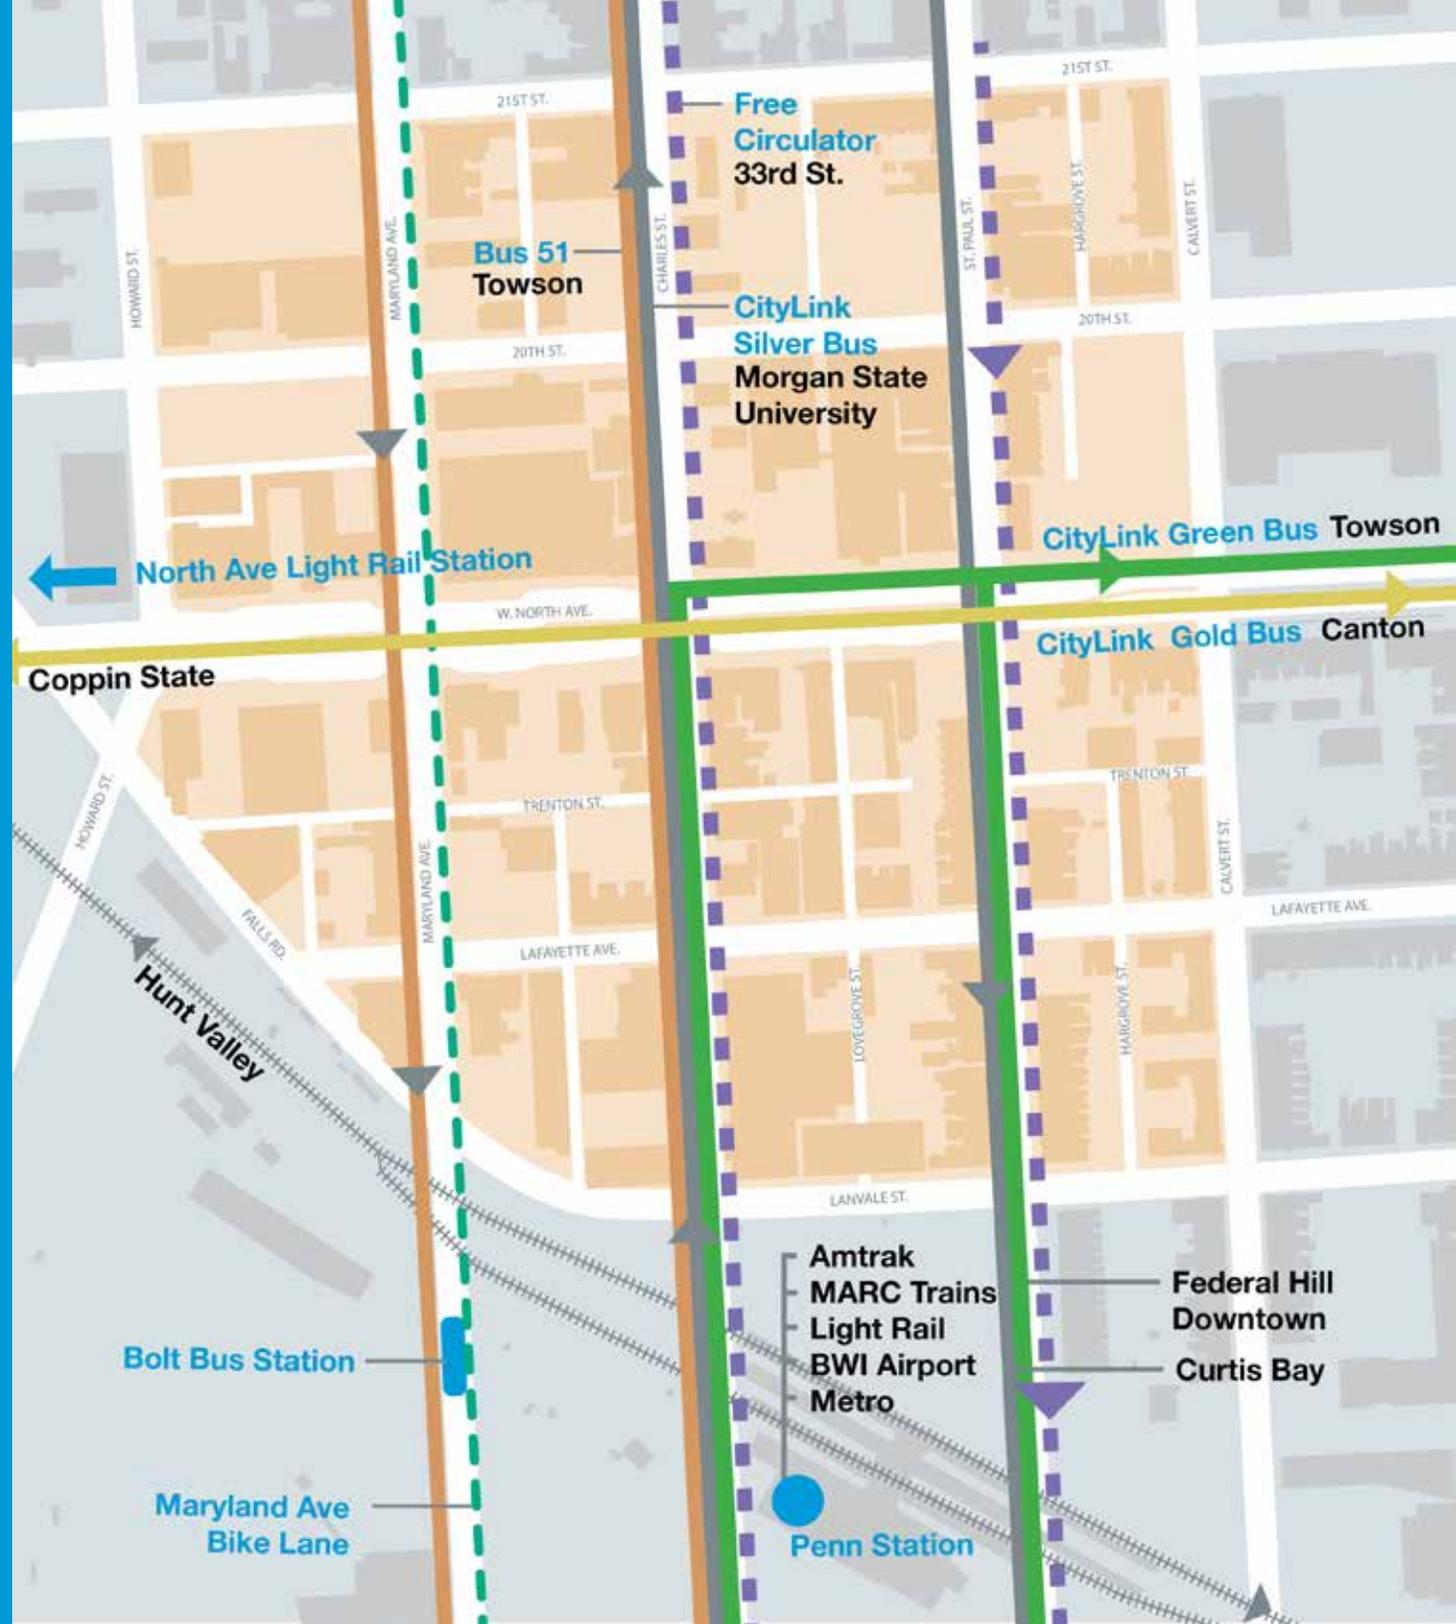 21ST ST.
21ST ST.
Free
Circulator
33rd St.
HOWARD ST.
MARYLAND AVE.
CHARLES ST.
ST. PAUL ST.
HARGROVE ST.
CALVERT ST.
Bus 51
Towson
CityLink
Silver Bus
Morgan State
University
20TH ST.
20TH ST.
CityLink Green Bus Towson
North Ave Light Rail Station
W. NORTH AVE.
CityLink Gold Bus Canton
Coppin State
TRENTON ST.
TRENTON ST.
HOWARD ST.
MARYLAND AVE.
CALVERT ST.
FALLS RD.
LAFAYETTE AVE.
LAFAYETTE AVE.
Hunt Valley
LOVEGROVE ST.
HARGROVE ST.
LANVALE ST.
Amtrak
MARC Trains
Light Rail
BWI Airport
Metro
Federal Hill
Downtown
Curtis Bay
Bolt Bus Station
Maryland Ave
Bike Lane
Penn Station